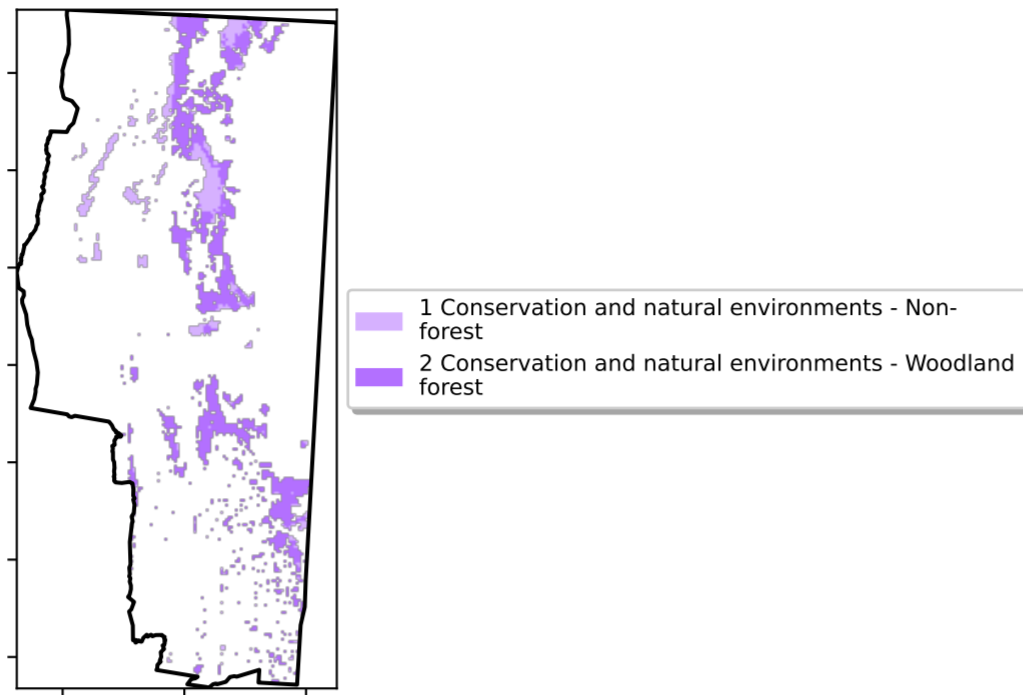 1 Conservation and natural environments - Non-
forest
2 Conservation and natural environments - Woodland
forest